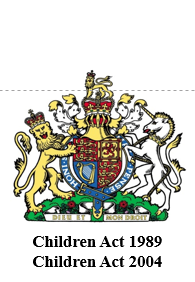 DIEU ET MON DROIT
Children Act 1989
Children Act 2004